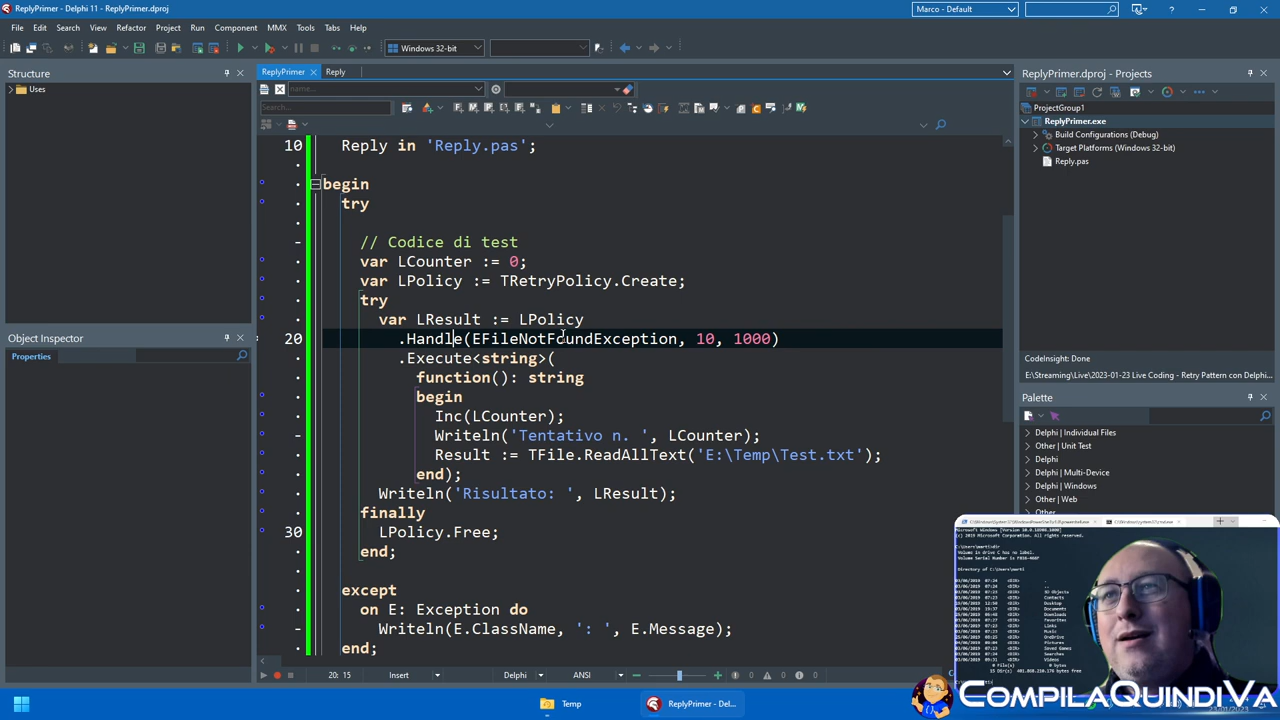 ReplyPrimer - Delphi 11 - ReplyPrimer [ReplyPrimer.dproj]
Marco - Default
File Edit Search View Refactor Project Run Component MMX Tools Tabs Help
Windows 32-bit
Structure
Uses
ReplyPrimer
Reply
name...
Search...
10 Reply in 'Reply.pas';
begin
try
// Codice di test
var LCounter := 0;
var LPolicy := TRetryPolicy.Create;
try
var LResult := LPolicy
20 .Handle(EFileNotFoundException, 10, 1000)
.Execute<string>(
function(): string
begin
Inc(LCounter);
Writeln('Tentativo n. ', LCounter);
Result := TFile.ReadAllText('E:\Temp\Test.txt');
end);
Writeln('Risultato: ', LResult);
finally
30 LPolicy.Free;
end;
except
on E: Exception do
Writeln(E.ClassName, ': ', E.Message);
end;
20: 15
Insert
Delphi
ANSI
0
0
0
Object Inspector
Properties
ReplyPrimer.dproj - Projects
ProjectGroup1
ReplyPrimer.exe
Build Configurations (Debug)
Target Platforms (Windows 32-bit)
Reply.pas
CodeInsight: Done
E:\Streaming\Live\2023-01-23 Live Coding - Retry Pattern con Delphi...
Palette
Delphi | Individual Files
Other | Unit Test
Delphi
Delphi | Multi-Device
Delphi | Windows
Other | Web
Other
COMPILAQUINDIVA
Temp
ReplyPrimer - Del...